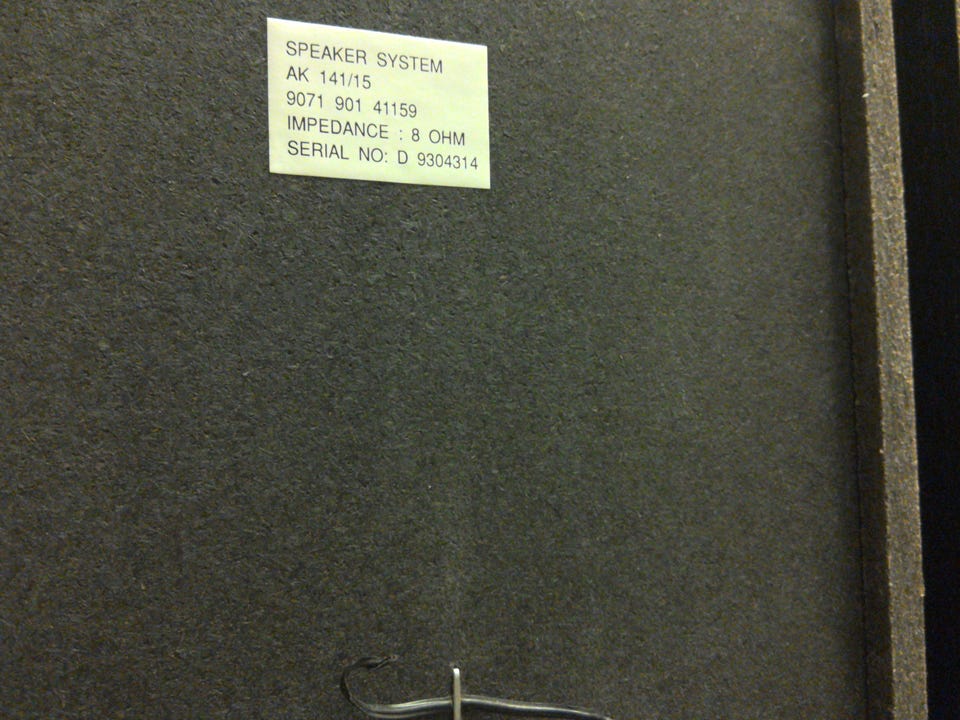 SPEAKER SYSTEM
AK 141/15
9071 901 41159
IMPEDANCE : 8 OHM
SERIAL NO: D 9304314